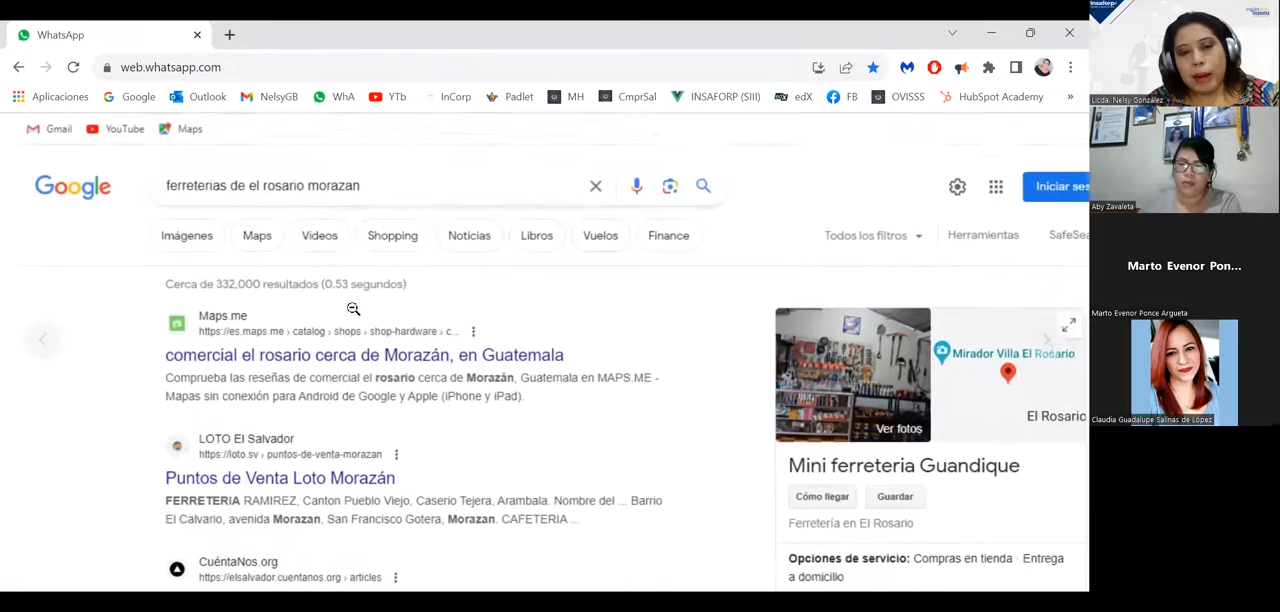 WhatsApp
web.whatsapp.com
Aplicaciones Google Outlook NelsyGB WhA YTb InCorp Padlet MH CmprSal INSAFORP (SIII) edX FB OVISSS HubSpot Academy »
Gmail YouTube Maps
Google ferreterias de el rosario morazan Iniciar ses
Imágenes Maps Videos Shopping Noticias Libros Vuelos Finance Todos los filtros Herramientas SafeSea
Cerca de 332,000 resultados (0.53 segundos)
Maps.me
https://es.maps.me › catalog › shops › shop-hardware › c...
comercial el rosario cerca de Morazán, en Guatemala
Comprueba las reseñas de comercial el rosario cerca de Morazán, Guatemala en MAPS.ME -
Mapas sin conexión para Android de Google y Apple (iPhone y iPad).
LOTO El Salvador
https://loto.sv › puntos-de-venta-morazan
Puntos de Venta Loto Morazán
FERRETERIA RAMIREZ, Canton Pueblo Viejo, Caserio Tejera, Arambala. Nombre del ... Barrio
El Calvario, avenida Morazan, San Francisco Gotera, Morazan. CAFETERIA ...
CuéntaNos.org
https://elsalvador.cuentanos.org › articles
Mirador Villa El Rosario
El Rosario
Ver fotos
Mini ferreteria Guandique
Cómo llegar Guardar
Ferretería en El Rosario
Opciones de servicio: Compras en tienda · Entrega
a domicilio
Insaforp
Licda. Nelsy González
Aby Zavaleta
Marto Evenor Pon...
Marto Evenor Ponce Argueta
Claudia Guadalupe Salinas de López